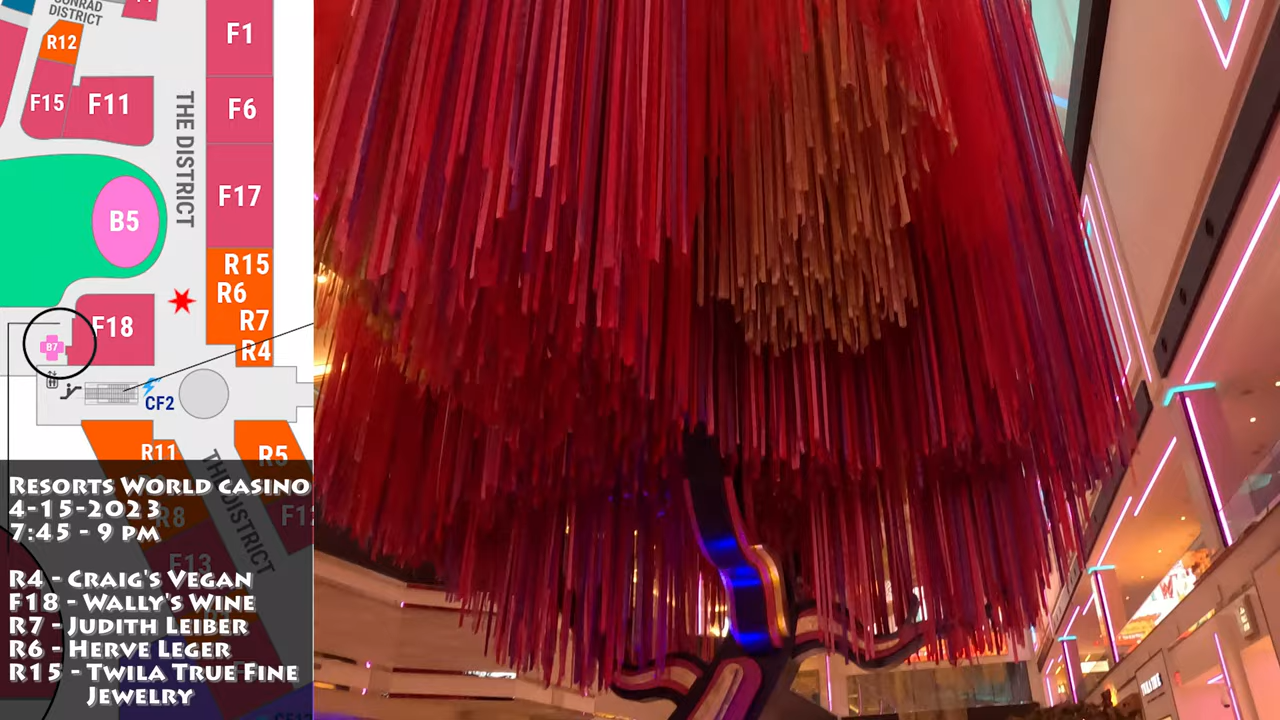 CONRAD
DISTRICT
R12
F1
F15
F11
F6
THE DISTRICT
F17
B5
R15
R6
R7
F18
B7
R4
CF2
R11
R5
THE DISTRICT
R8
F13
RESORTS WORLD CASINO
4-15-2023
7:45 - 9 PM
R4 - CRAIG'S VEGAN
F18 - WALLY'S WINE
R7 - JUDITH LEIBER
R6 - HERVE LEGER
R15 - TWILA TRUE FINE
JEWELRY